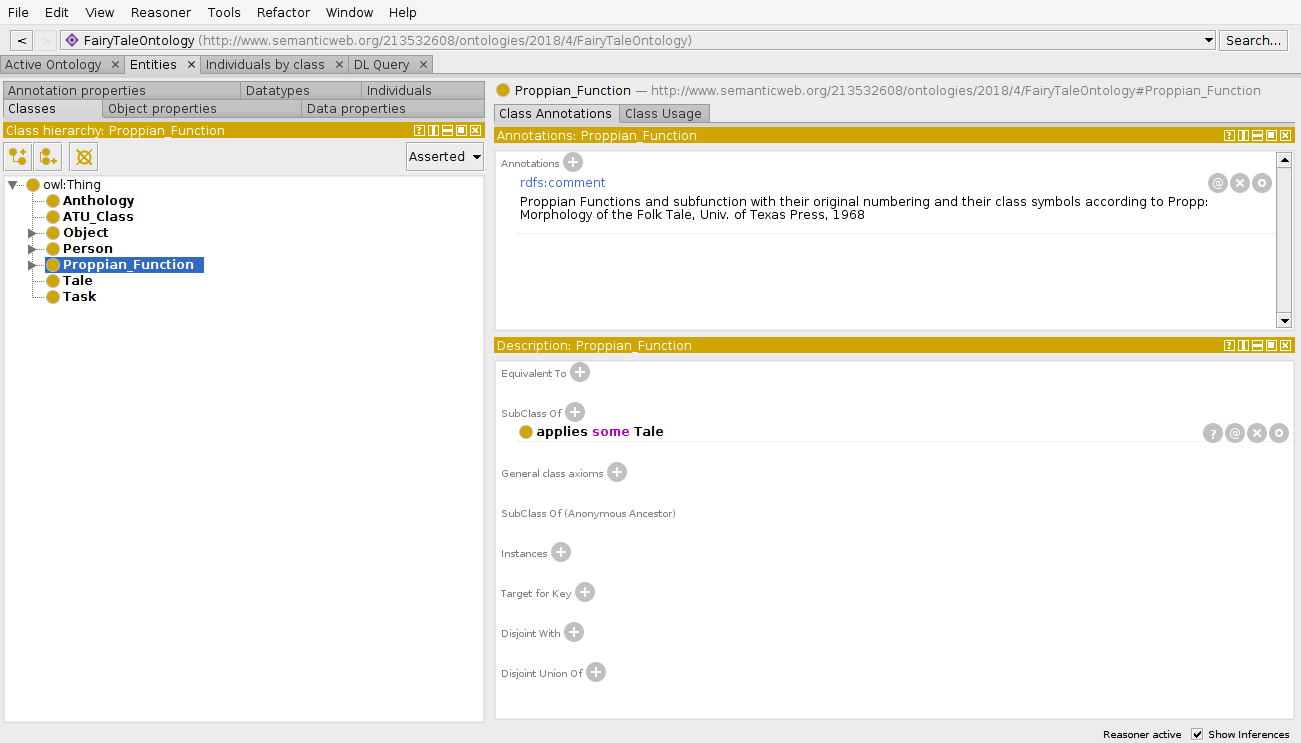 File Edit View Reasoner Tools Refactor Window Help
< > FairyTaleOntology (http://www.semanticweb.org/213532608/ontologies/2018/4/FairyTaleOntology) Search...
Active Ontology × Entities × Individuals by class × DL Query ×
Annotation properties Datatypes Individuals
Classes Object properties Data properties
Class hierarchy: Proppian_Function
Asserted
owl:Thing
Anthology
ATU_Class
Object
Person
Proppian_Function
Tale
Task
Proppian_Function — http://www.semanticweb.org/213532608/ontologies/2018/4/FairyTaleOntology#Proppian_Function
Class Annotations Class Usage
Annotations: Proppian_Function
Annotations +
rdfs:comment
Proppian Functions and subfunction with their original numbering and their class symbols according to Propp:
Morphology of the Folk Tale, Univ. of Texas Press, 1968
Description: Proppian_Function
Equivalent To +
SubClass Of +
applies some Tale
General class axioms +
SubClass Of (Anonymous Ancestor)
Instances +
Target for Key +
Disjoint With +
Disjoint Union Of +
Reasoner active Show Inferences